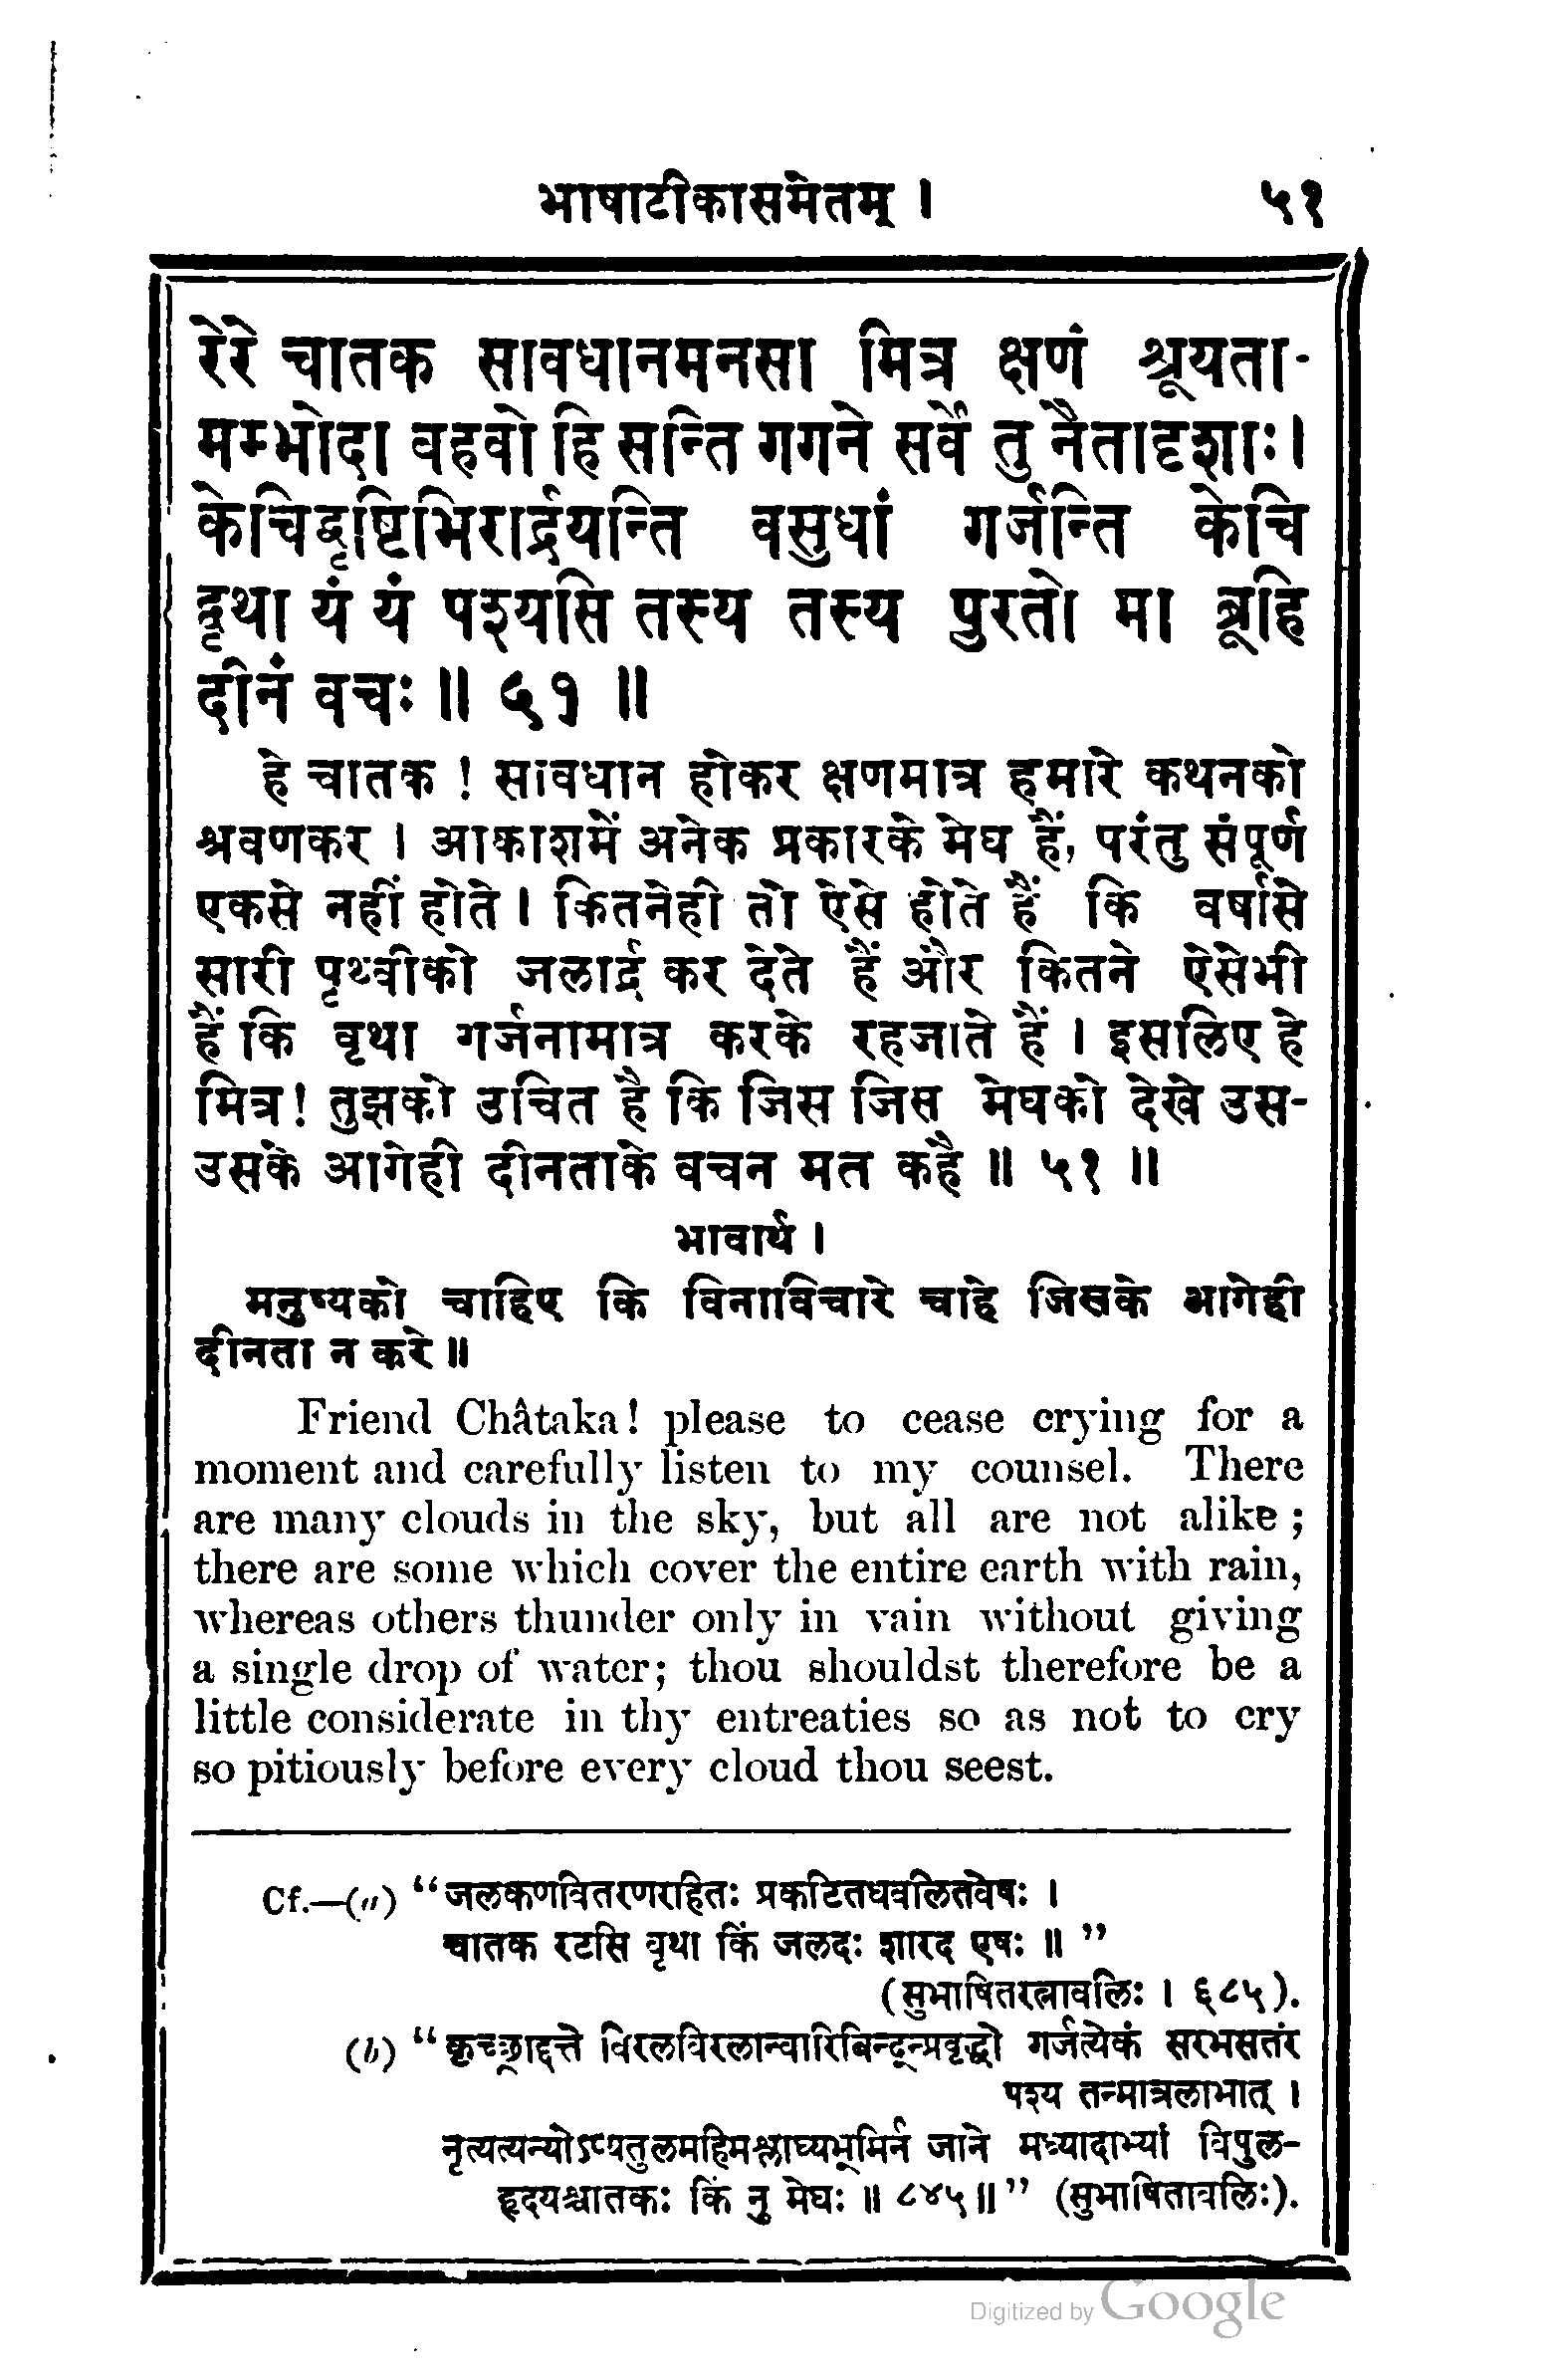 भाषाटीकासमेतम् । ५१
रेरे चातक सावधानमनसा मित्र क्षणं श्रूयता-
मम्भोदा वहवो हि सन्ति गगने सर्वे तु नैतादृशाः।
केचिद्वृष्टिभिरार्द्रयन्ति वसुधां गर्जन्ति केचि
द्वृथा यं यं पश्यसि तस्य तस्य पुरतो मा ब्रूहि
दीनं वचः ॥ ५१ ॥
हे चातक ! सावधान होकर क्षणमात्र हमारे कथनको
श्रवणकर । आकाशमें अनेक प्रकारके मेघ हैं, परंतु संपूर्ण
एकसे नहीं होते । कितनेही तो ऐसे होते हैं कि वर्षासे
सारी पृथ्वीको जलार्द्र कर देते हैं और कितने ऐसेभी
हैं कि वृथा गर्जनामात्र करके रहजाते हैं । इसलिए हे
मित्र! तुझको उचित है कि जिस जिस मेघको देखे उस-
उसके आगेही दीनताके वचन मत कहै ॥ ५१ ॥
भावार्थ ।
मनुष्यको चाहिए कि विनाविचारे चाहे जिसके आगेही
दीनता न करे ॥
Friend Châtaka! please to cease crying for a
moment and carefully listen to my counsel. There
are many clouds in the sky, but all are not alike ;
there are some which cover the entire earth with rain,
whereas others thunder only in vain without giving
a single drop of water; thou shouldst therefore be a
little considerate in thy entreaties so as not to cry
so pitiously before every cloud thou seest.
Cf.—(a) “जलकणवितरणरहितः प्रकटितधवलितवेषः ।
चातक रटसि वृथा किं जलदः शारद एषः ॥ ”
(सुभाषितरत्नावलिः । ६८५).
(b) “कृच्छ्राद्दत्ते विरलविरलान्वारिबिन्दून्प्रवृद्धो गर्जत्येकं सरभसतरं
पश्य तन्मात्रलाभात् ।
नृत्यत्यन्योऽप्यतुलमहिमश्लाघ्यभूमिर्न जाने मध्यादाभ्यां विपुल-
हृदयश्चातकः किं नु मेघः ॥ ८४५॥” (सुभाषितावलिः).
Digitized by Google